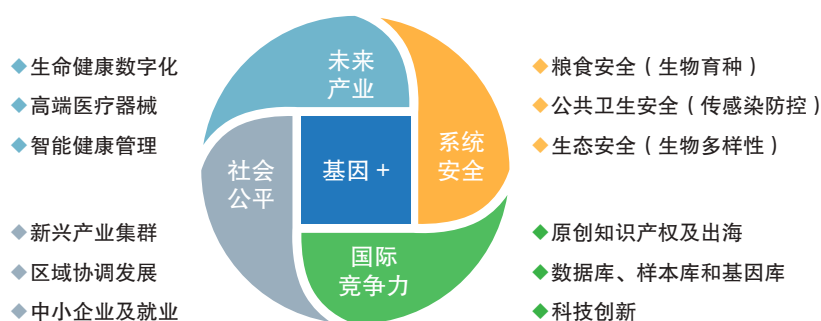 未来
产业
系统
安全
基因 +
社会
公平
国际
竞争力
◆生命健康数字化
◆高端医疗器械
◆智能健康管理
◆粮食安全（生物育种）
◆公共卫生安全（传感染防控）
◆生态安全（生物多样性）
◆新兴产业集群
◆区域协调发展
◆中小企业及就业
◆原创知识产权及出海
◆数据库、样本库和基因库
◆科技创新